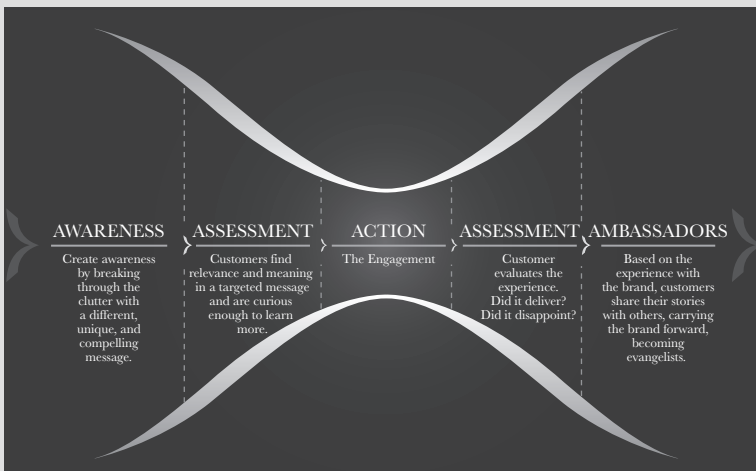 AWARENESS
Create awareness
by breaking
through the
clutter with
a different,
unique, and
compelling
message.
ASSESSMENT
Customers find
relevance and meaning
in a targeted message
and are curious
enough to learn
more.
ACTION
The Engagement
ASSESSMENT
Customer
evaluates the
experience.
Did it deliver?
Did it disappoint?
AMBASSADORS
Based on the
experience with
the brand, customers
share their stories
with others, carrying
the brand forward,
becoming
evangelists.